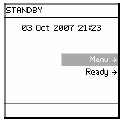 STANDBY
03 Oct 2007 21:23
Menu →
Ready →